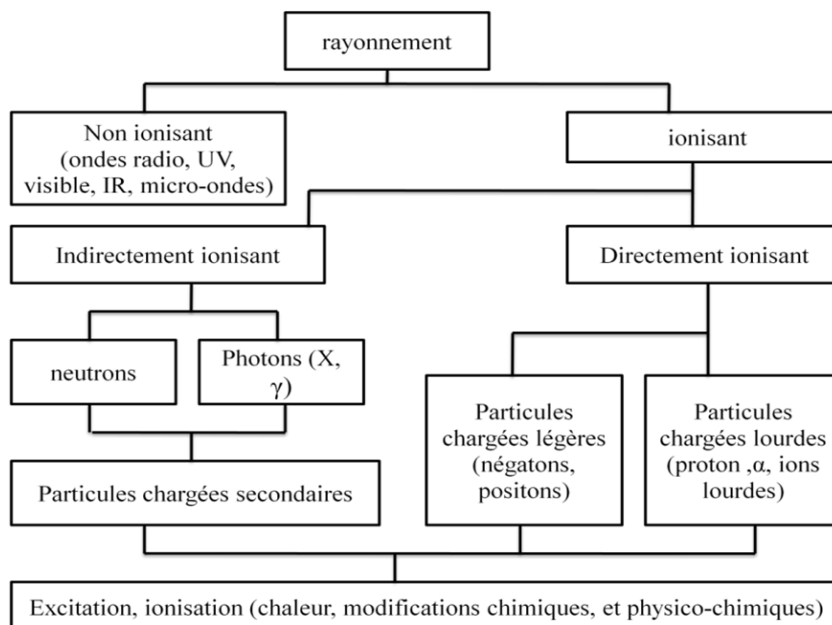 rayonnement
Non ionisant
(ondes radio, UV,
visible, IR, micro-ondes)
ionisant
Indirectement ionisant
Directement ionisant
neutrons
Photons (X,
γ)
Particules
chargées légères
(négatons,
positons)
Particules
chargées lourdes
(proton ,α, ions
lourdes)
Particules chargées secondaires
Excitation, ionisation (chaleur, modifications chimiques, et physico-chimiques)